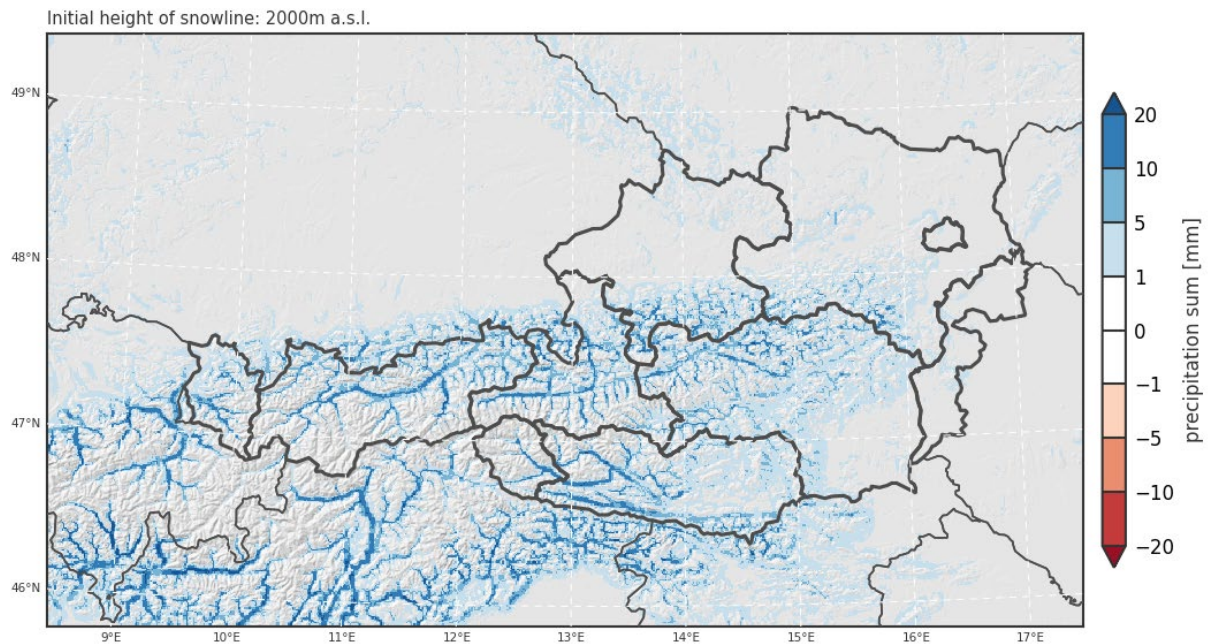 Initial height of snowline: 2000m a.s.l.
49°N
48°N
47°N
46°N
9°E
10°E
11°E
12°E
13°E
14°E
15°E
16°E
17°E
20
10
5
1
0
−1
−5
−10
−20
precipitation sum [mm]